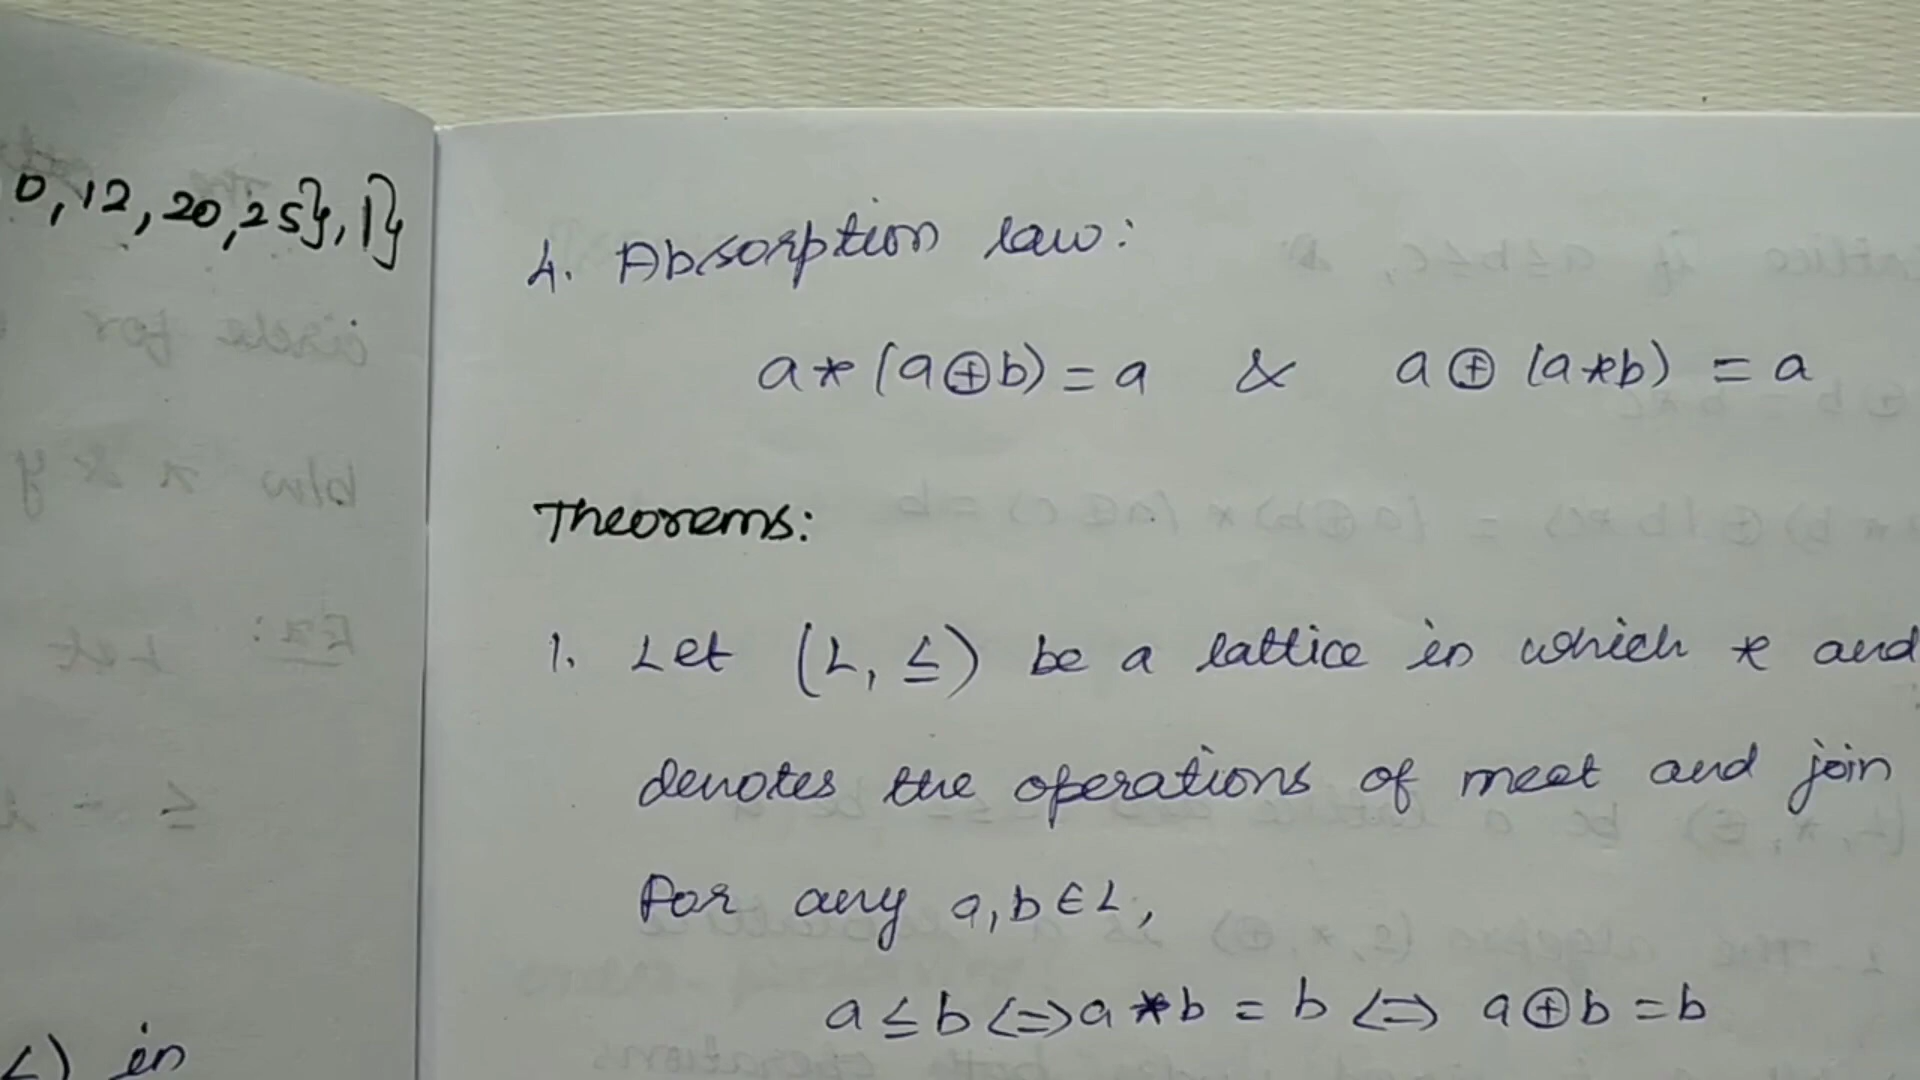 0,12,20,25},1}
4. Absorption law:
a*(a⊕b)=a & a⊕(a*b)=a
Theorems:
1. Let (L, ≤) be a lattice in which * and
denotes the operations of meet and join
For any a,b∈L,
a≤b<=>a*b=b<=> a⊕b=b
≤) in